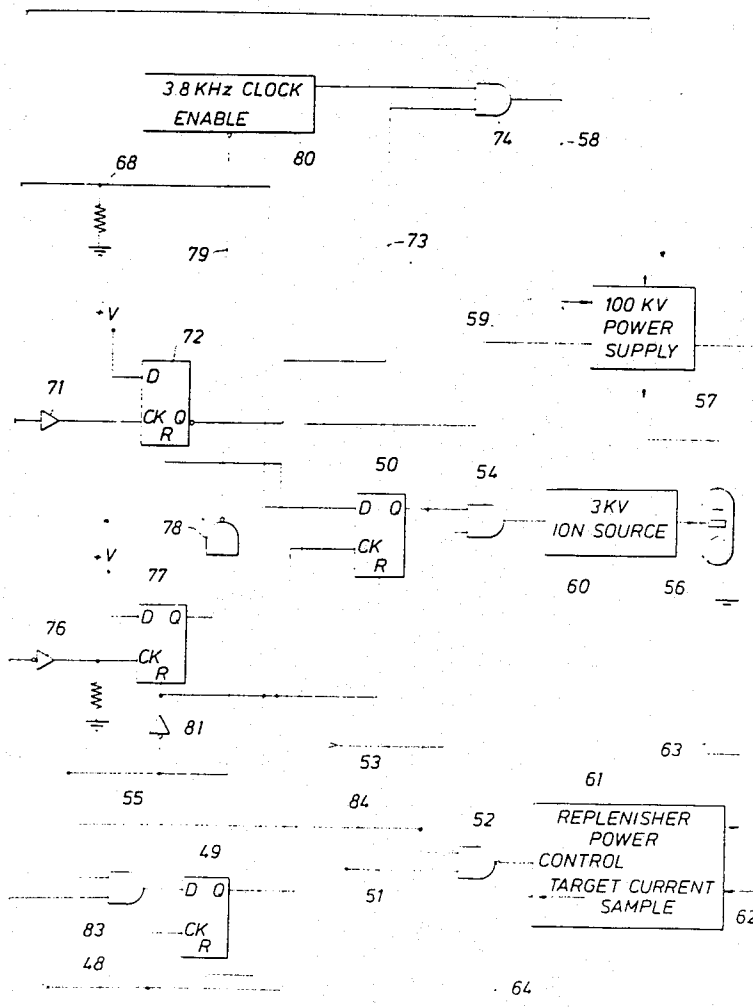 3.8 KHz CLOCK
ENABLE
74
58
80
68
79
73
+V
72
59
100 KV
POWER
SUPPLY
D
71
CK Q
R
57
50
54
D Q
3KV
ION SOURCE
78
CK
R
+V
77
60
56
D Q
76
CK
R
81
53
63
55
84
61
52
REPLENISHER
POWER
CONTROL
TARGET CURRENT
SAMPLE
49
D Q
51
62
83
CK
R
48
64